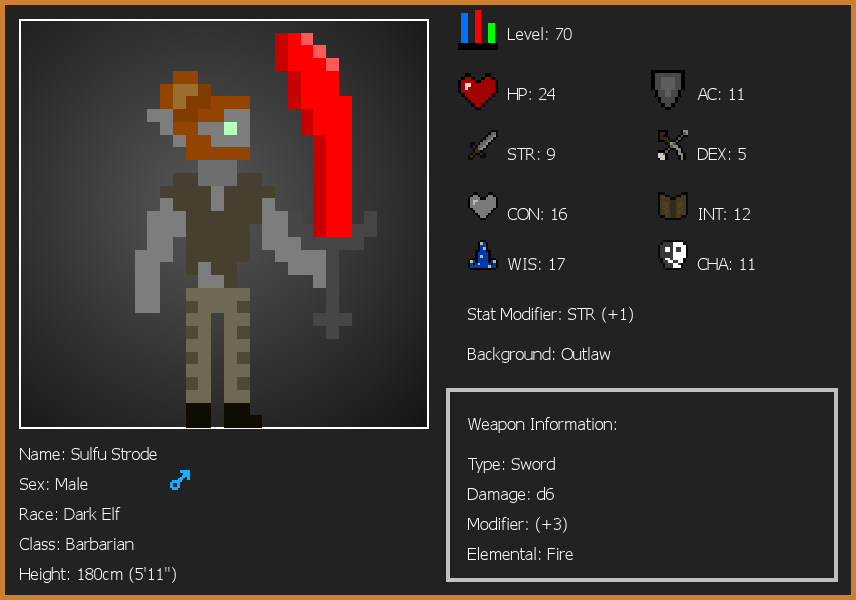 Level: 70
HP: 24
AC: 11
STR: 9
DEX: 5
CON: 16
INT: 12
WIS: 17
CHA: 11
Stat Modifier: STR (+1)
Background: Outlaw
Weapon Information:
Type: Sword
Damage: d6
Modifier: (+3)
Elemental: Fire
Name: Sulfu Strode
Sex: Male
Race: Dark Elf
Class: Barbarian
Height: 180cm (5'11")